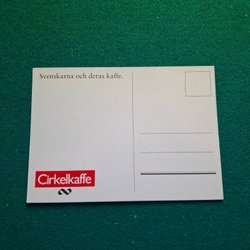 Svenskarna och deras kaffe.
Cirkelkaffe